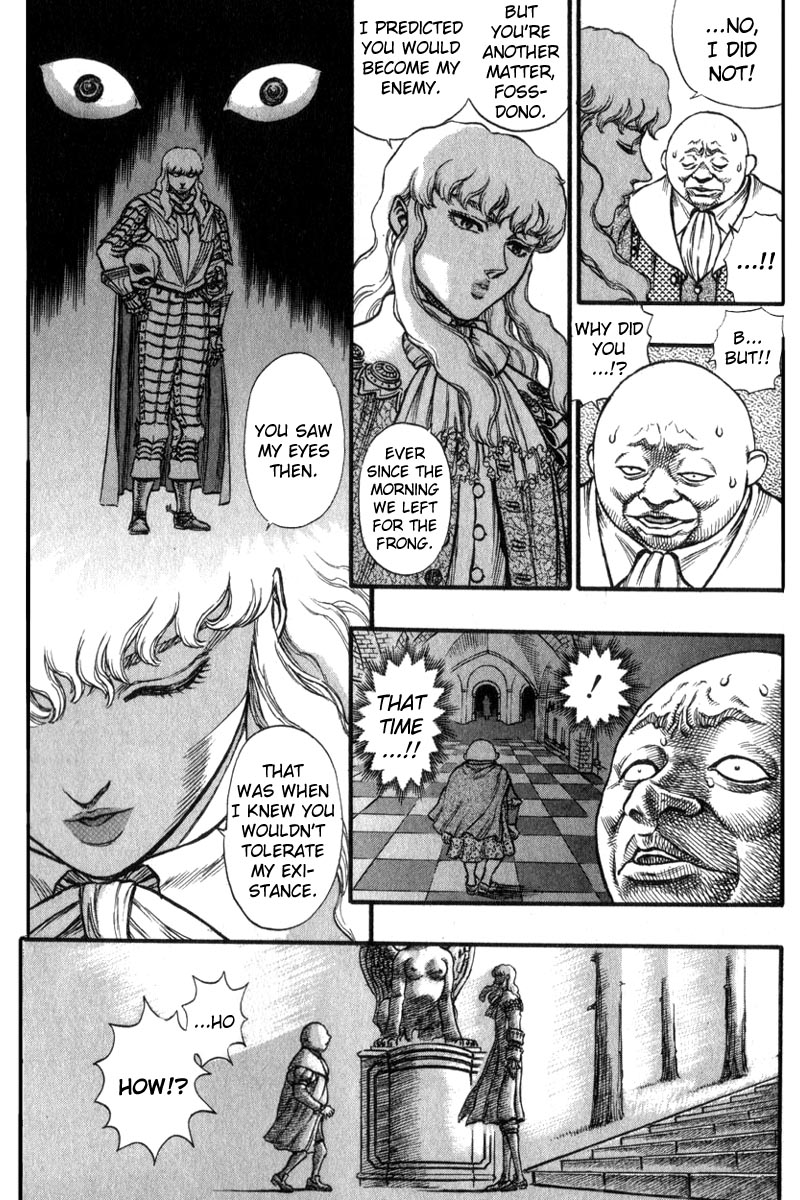 ...NO,
I DID
NOT!
...!!
BUT
YOU'RE
ANOTHER
MATTER,
FOSS-
DONO.
I PREDICTED
YOU WOULD
BECOME MY
ENEMY.
B...
BUT!!
WHY DID
YOU
...!?
EVER
SINCE THE
MORNING
WE LEFT
FOR THE
FRONG.
YOU SAW
MY EYES
THEN.
!
THAT
TIME
...!!
THAT
WAS WHEN
I KNEW YOU
WOULDN'T
TOLERATE
MY EXI-
STANCE.
...HO
HOW!?